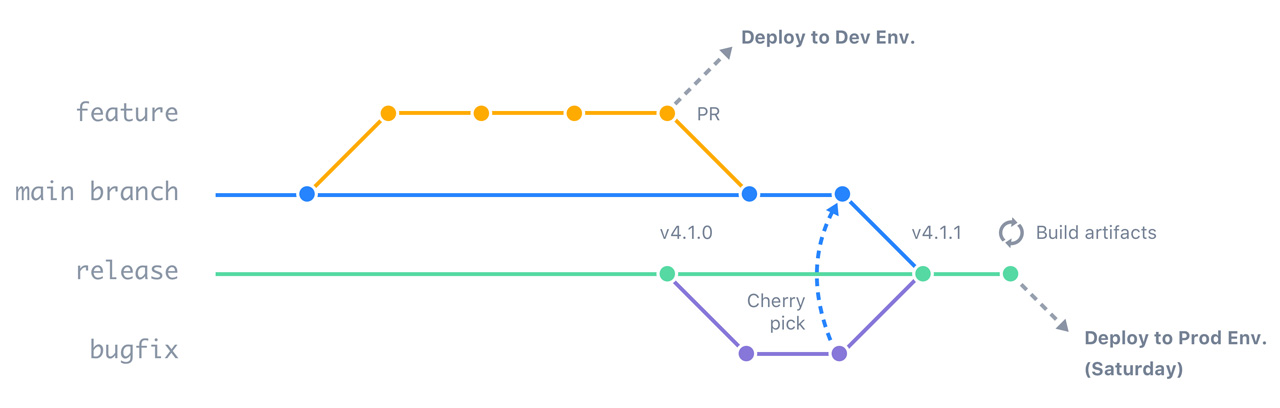 Deploy to Dev Env.
feature
PR
main branch
v4.1.0
v4.1.1
Build artifacts
release
Cherry
pick
Deploy to Prod Env.
(Saturday)
bugfix